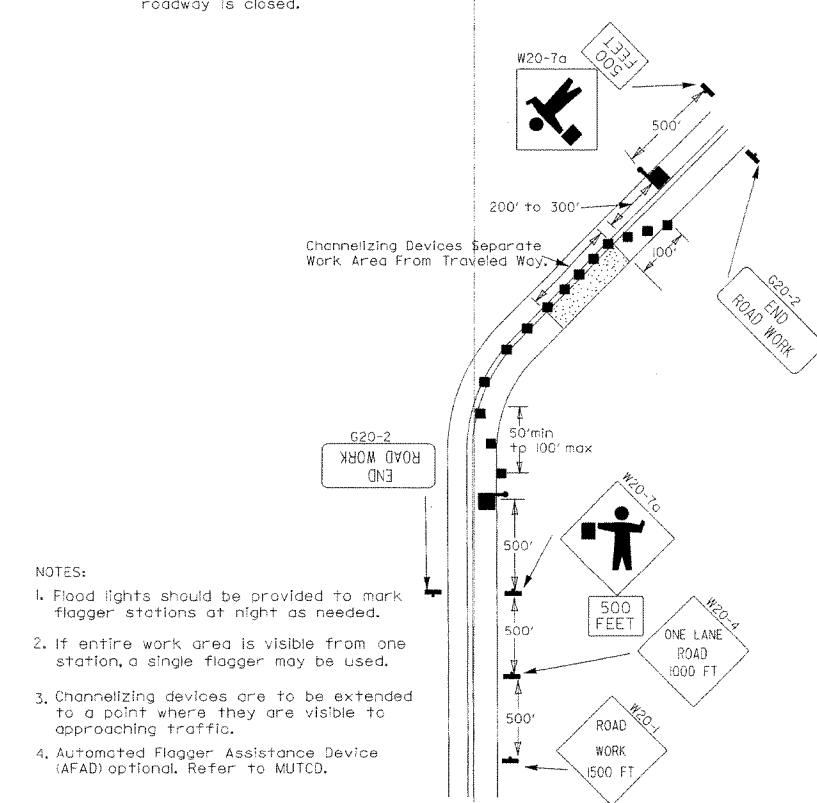 roadway is closed.
W20-7a
500
FEET
500'
200' to 300'
Channelizing Devices Separate
Work Area From Traveled Way.
100'
G20-2
END
ROAD WORK
G20-2
END
ROAD WORK
50'min
to 100' max
W20-7a
500'
500
FEET
500'
W20-4
ONE LANE
ROAD
1000 FT
500'
W20-1
ROAD
WORK
1500 FT
NOTES:
1. Flood lights should be provided to mark
flagger stations at night as needed.
2. If entire work area is visible from one
station, a single flagger may be used.
3. Channelizing devices are to be extended
to a point where they are visible to
approaching traffic.
4. Automated Flagger Assistance Device
(AFAD) optional. Refer to MUTCD.